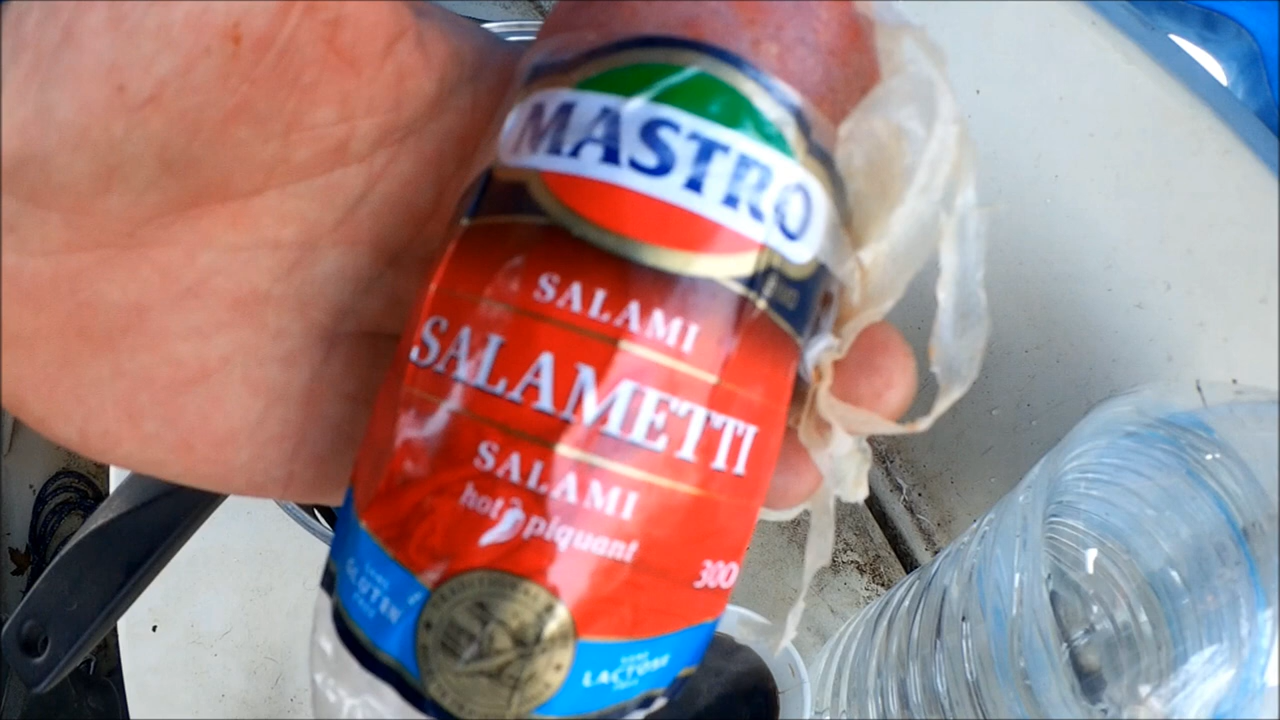 MASTRO
SALAMI
SALAMETTI
SALAMI
hot piquant
300
GLUTEN
LACTOSE